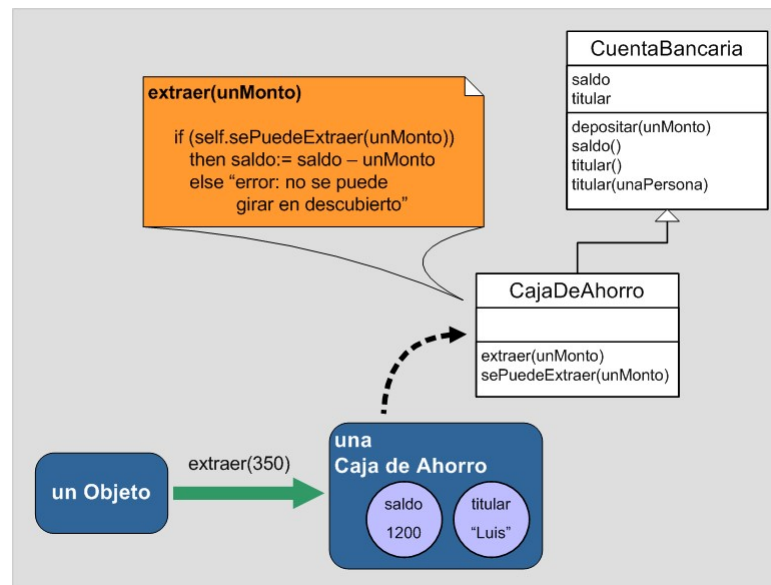 CuentaBancaria
saldo
titular
depositar(unMonto)
saldo()
titular()
titular(unaPersona)
extraer(unMonto)
if (self.sePuedeExtraer(unMonto))
then saldo:= saldo – unMonto
else “error: no se puede
girar en descubierto”
CajaDeAhorro
extraer(unMonto)
sePuedeExtraer(unMonto)
un Objeto
extraer(350)
una
Caja de Ahorro
saldo
1200
titular
“Luis”